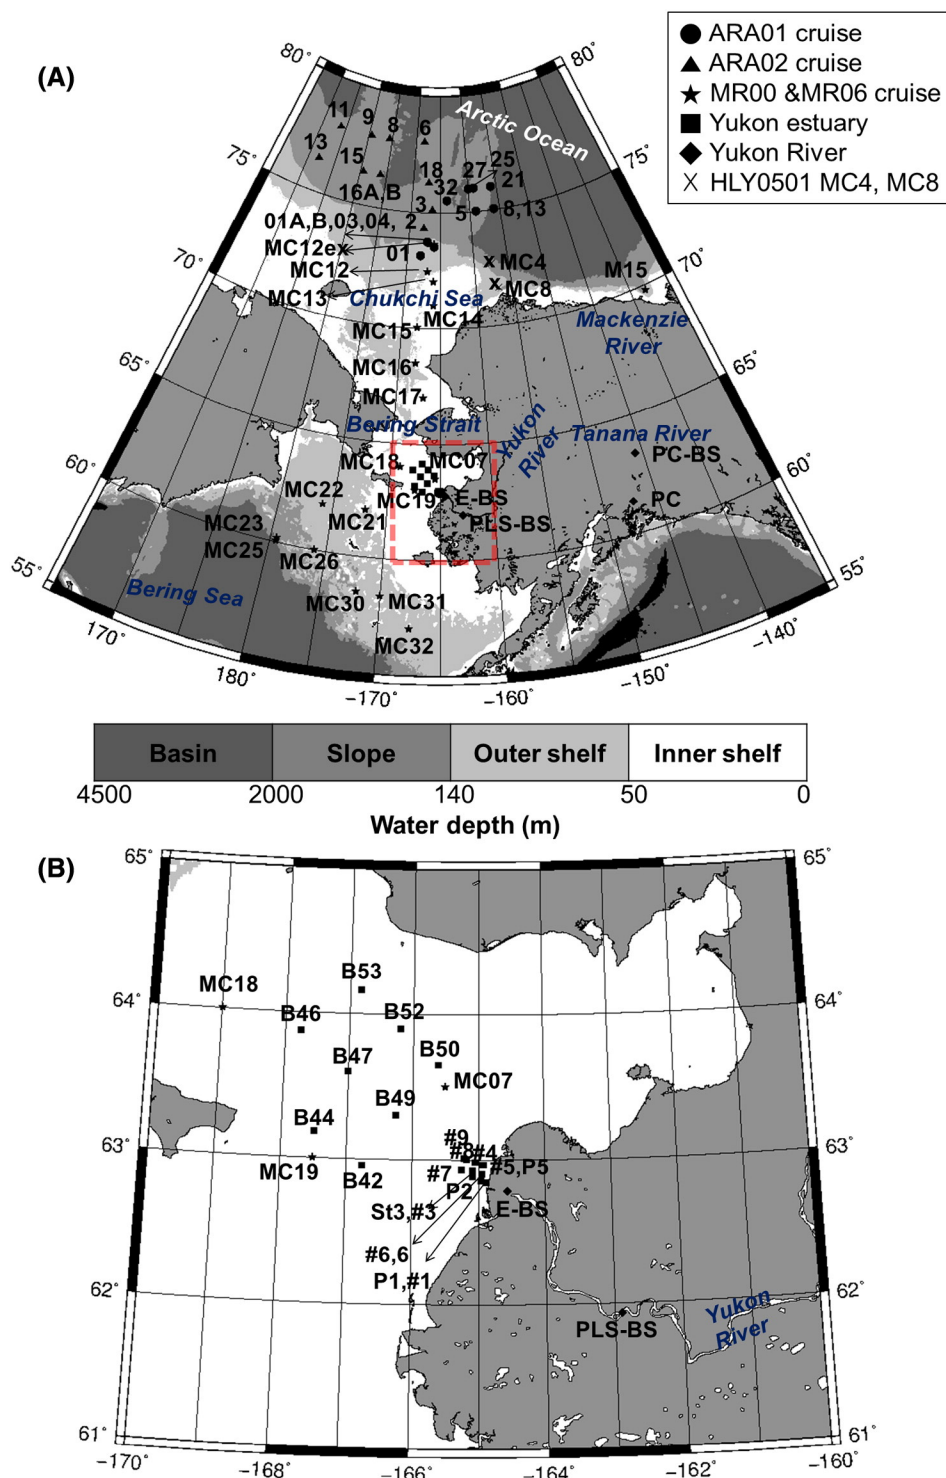 ● ARA01 cruise
▲ ARA02 cruise
★ MR00 &MR06 cruise
■ Yukon estuary
◆ Yukon River
X HLY0501 MC4, MC8
(A)
80°
80°
Arctic Ocean
11
9
8
6
13
15
16A,B
18
27
25
32
21
75°
75°
3
5
8,13
01A,B,03,04, 2
MC12ex
01
MC12
MC4
M15
MC13
MC8
70°
70°
Chukchi Sea
MC14
MC15
Mackenzie
River
MC16
65°
65°
MC17
Bering Strait
Yukon
River
Tanana River
MC18
MC07
PC-BS
60°
60°
MC22
MC19
E-BS
PC
MC23
MC21
PLS-BS
MC25
MC26
Bering Sea
MC30
MC31
55°
55°
MC32
170°
180°
−170°
−160°
−150°
−140°
Basin
Slope
Outer shelf
Inner shelf
4500
2000
140
50
0
Water depth (m)
(B)
65°
65°
B53
MC18
64°
64°
B46
B52
B47
B50
MC07
B49
B44
63°
63°
#9
#8
#4
MC19
B42
#7
#5,P5
P2
St3,#3
E-BS
#6,6
P1,#1
62°
62°
PLS-BS
Yukon
River
61°
61°
−170°
−168°
−166°
−164°
−162°
−160°